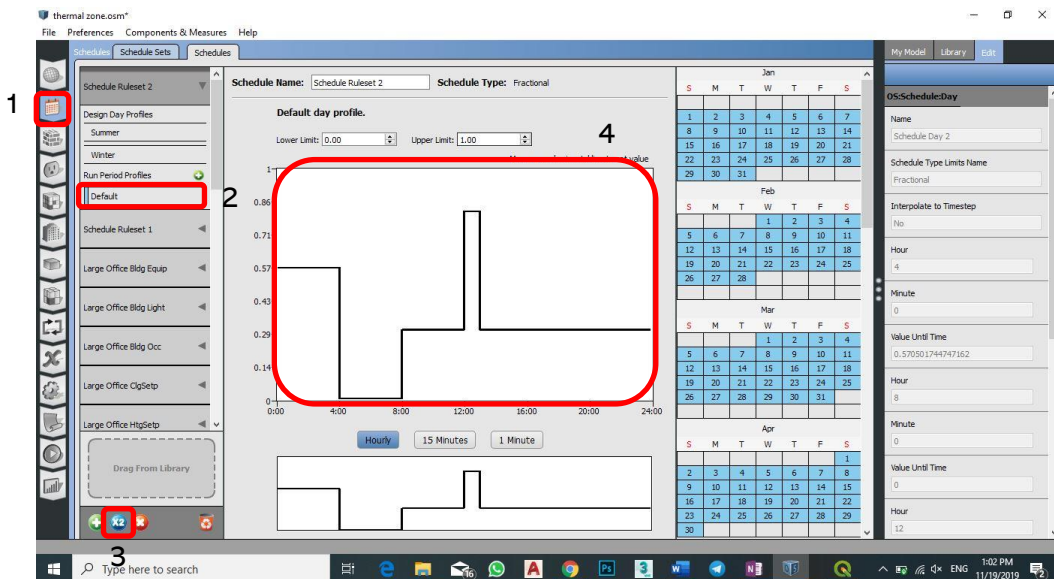 thermal zone.osm*
File Preferences Components & Measures Help
Schedules Schedule Sets Schedules
My Model Library Edit
1
Schedule Ruleset 2
Design Day Profiles
Summer
Winter
Run Period Profiles
Default
2
Schedule Ruleset 1
Large Office Bldg Equip
Large Office Bldg Light
Large Office Bldg Occ
Large Office ClgSetp
Large Office HtgSetp
Drag From Library
X2
3
Schedule Name: Schedule Ruleset 2 Schedule Type: Fractional
Default day profile.
Lower Limit: 0.00 Upper Limit: 1.00
4
value
1
0.86
0.71
0.57
0.43
0.29
0.14
0
0:00 4:00 8:00 12:00 16:00 20:00 24:00
Hourly 15 Minutes 1 Minute
Jan
S M T W T F S
1 2 3 4 5 6 7
8 9 10 11 12 13 14
15 16 17 18 19 20 21
22 23 24 25 26 27 28
29 30 31
Feb
S M T W T F S
1 2 3 4
5 6 7 8 9 10 11
12 13 14 15 16 17 18
19 20 21 22 23 24 25
26 27 28
Mar
S M T W T F S
1 2 3 4
5 6 7 8 9 10 11
12 13 14 15 16 17 18
19 20 21 22 23 24 25
26 27 28 29 30 31
Apr
S M T W T F S
1
2 3 4 5 6 7 8
9 10 11 12 13 14 15
16 17 18 19 20 21 22
23 24 25 26 27 28 29
30
OS:Schedule:Day
Name
Schedule Day 2
Schedule Type Limits Name
Fractional
Interpolate to Timestep
No
Hour
4
Minute
0
Value Until Time
0.570501744747162
Hour
8
Minute
0
Value Until Time
0
Hour
12
Type here to search
16
A
Ps
3
W
N
ENG
1:02 PM
11/19/2019
2